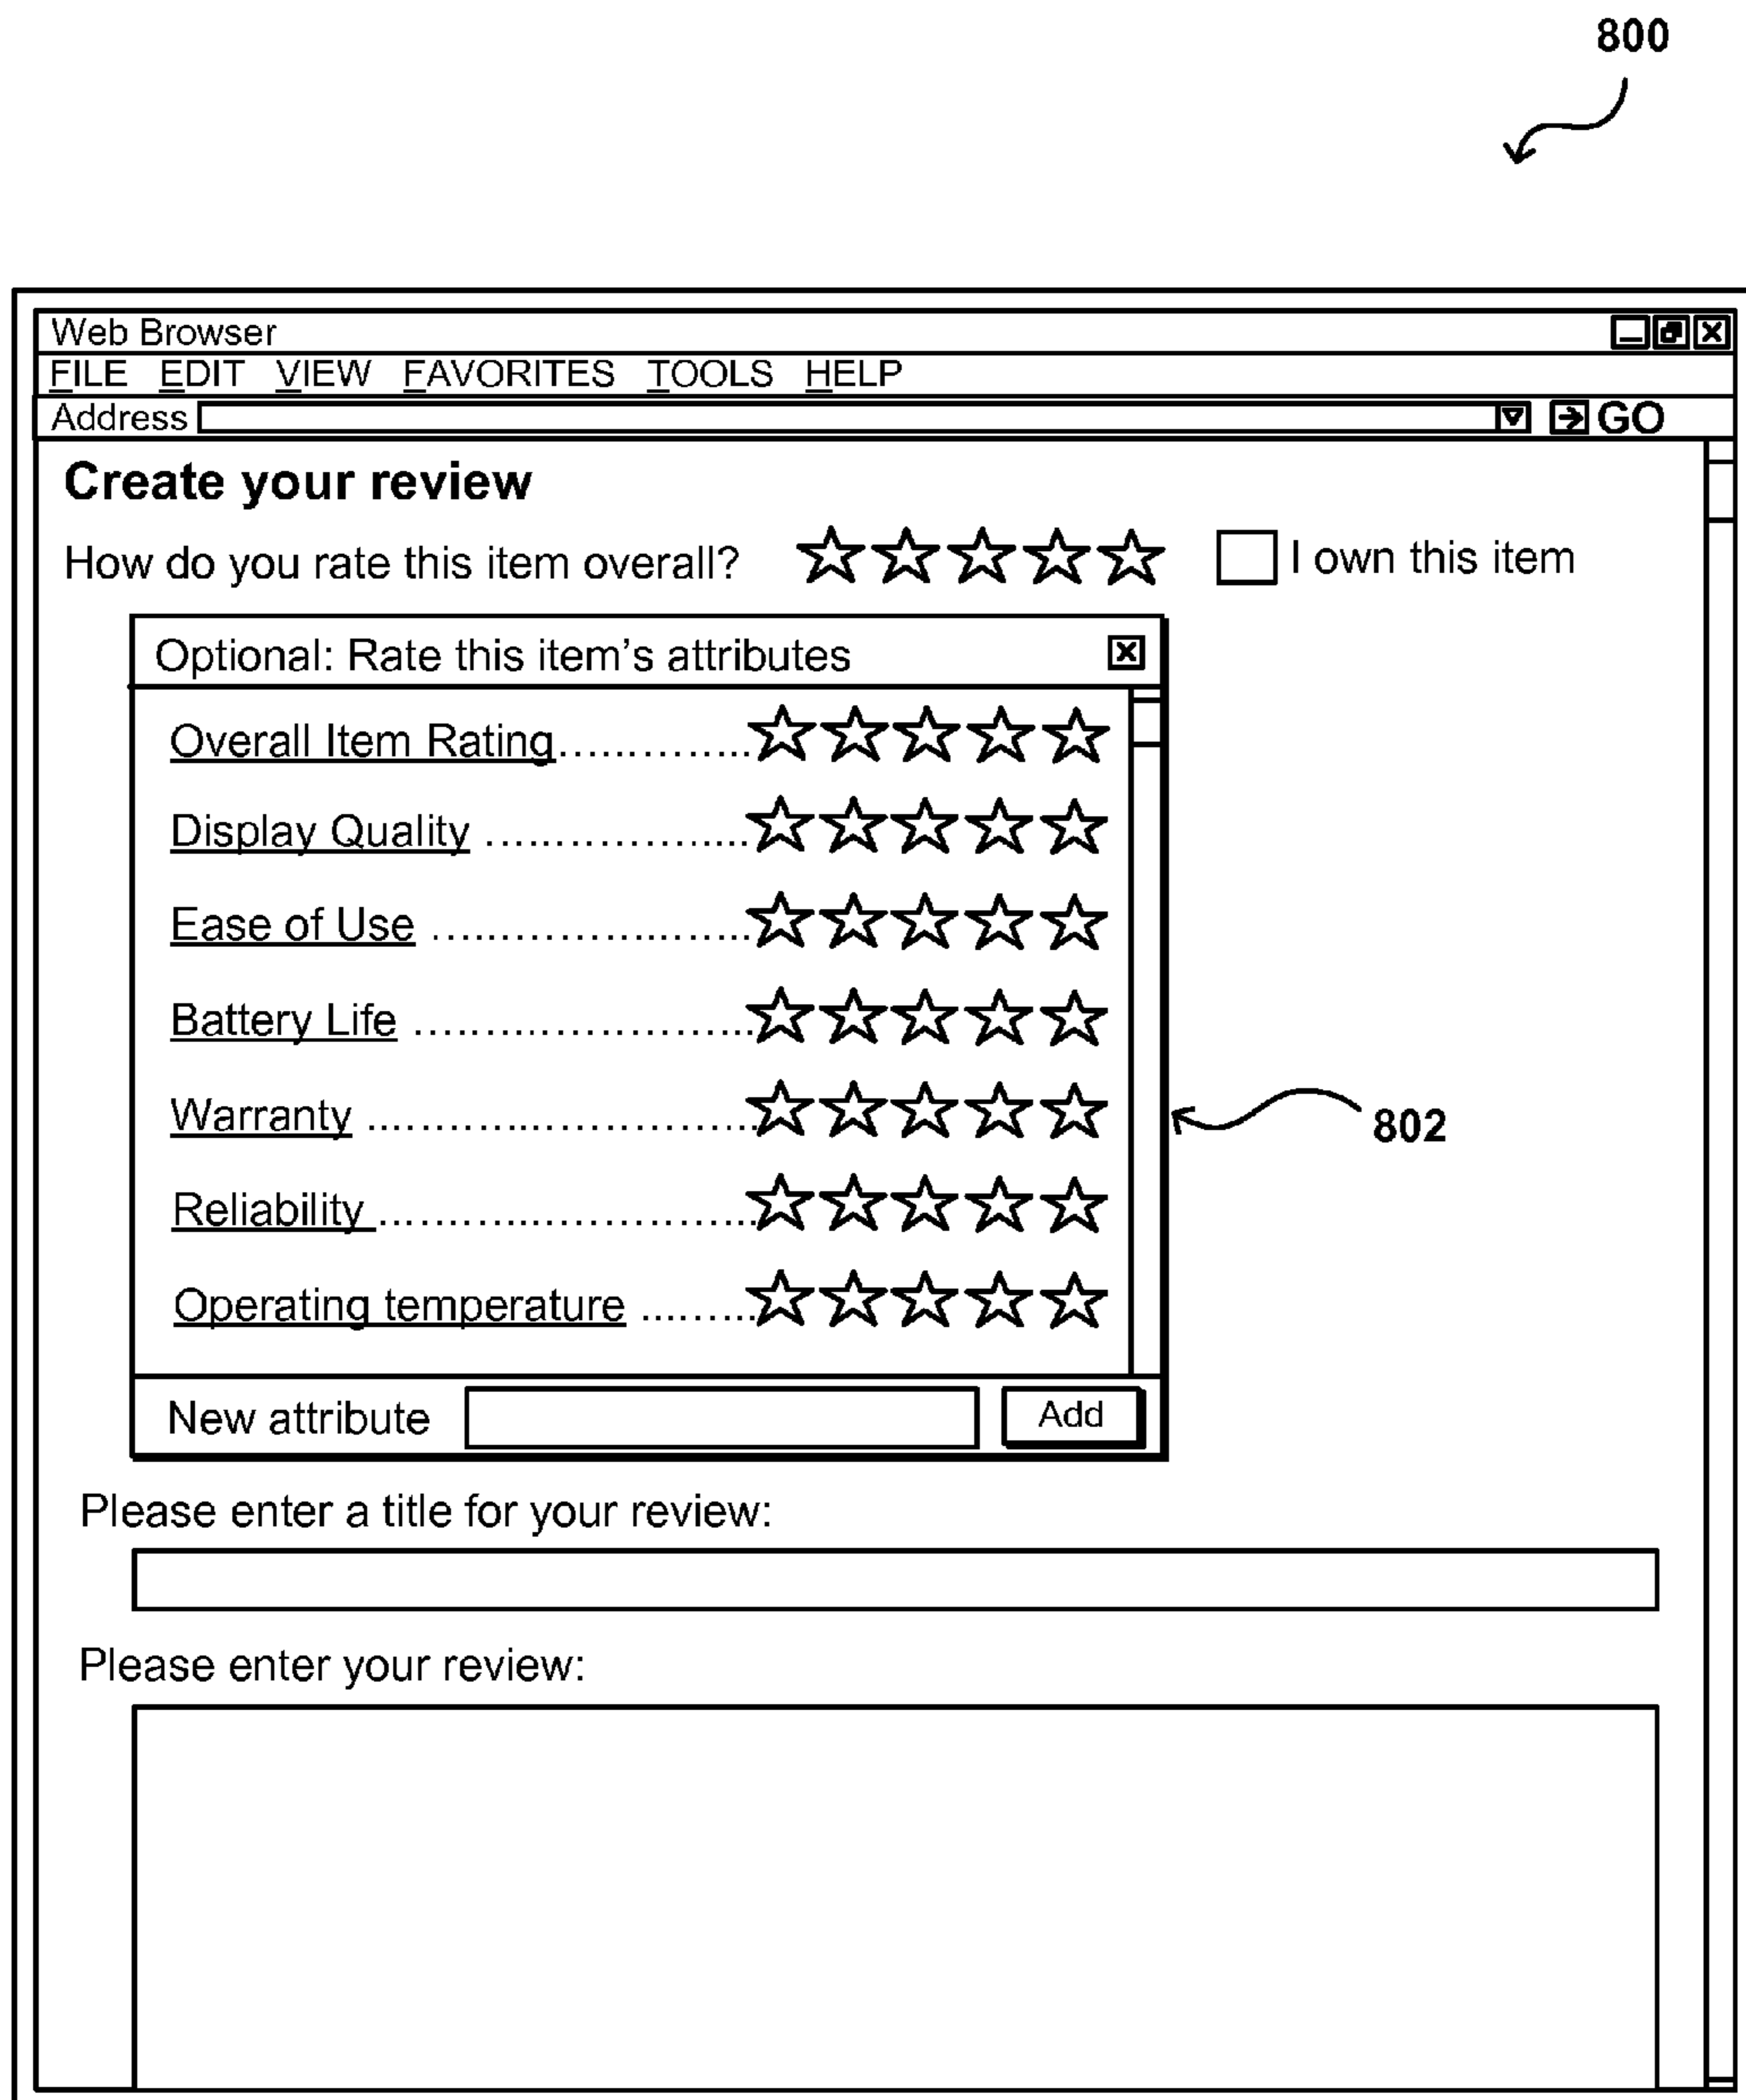 800
Web Browser
FILE EDIT VIEW FAVORITES TOOLS HELP
Address GO
Create your review
How do you rate this item overall? I own this item
Optional: Rate this item's attributes
Overall Item Rating..............
Display Quality ...................
Ease of Use .......................
Battery Life ........................
Warranty ............................
Reliability ...........................
Operating temperature .........
802
New attribute Add
Please enter a title for your review:
Please enter your review: